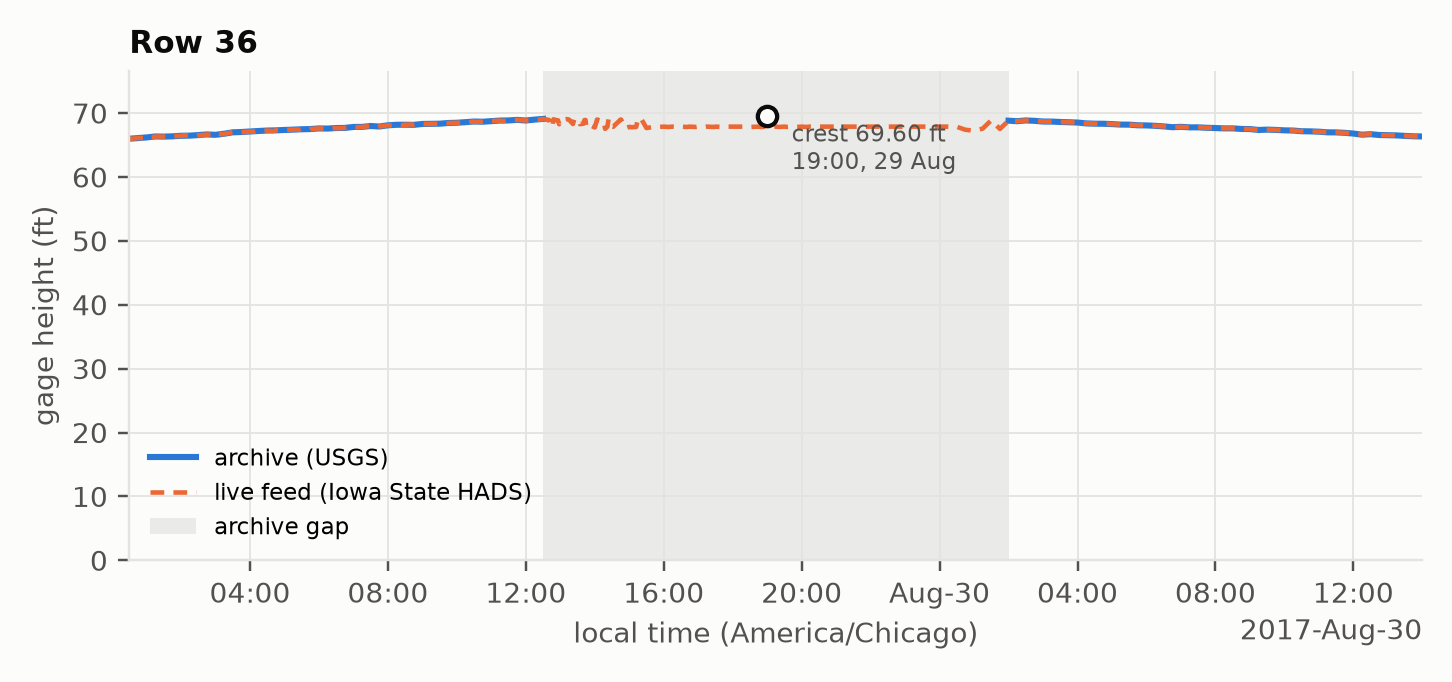 Row 36
gage height (ft)
70
60
50
40
30
20
10
0
crest 69.60 ft
19:00, 29 Aug
archive (USGS)
live feed (Iowa State HADS)
archive gap
04:00 08:00 12:00 16:00 20:00 Aug-30 04:00 08:00 12:00
local time (America/Chicago)
2017-Aug-30